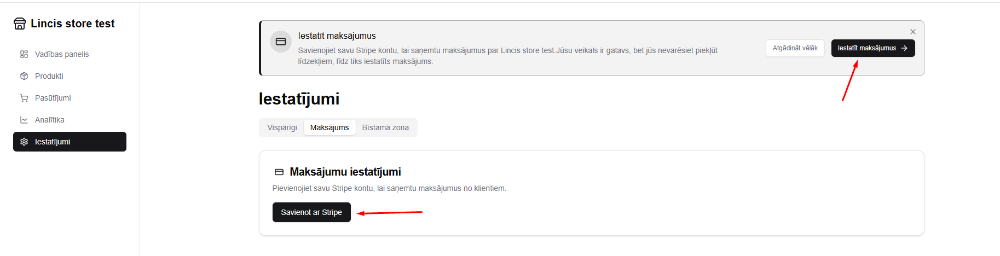 Lincis store test
Vadības panelis
Produkti
Pasūtījumi
Analītika
Iestatījumi
Iestatīt maksājumus
Savienojiet savu Stripe kontu, lai saņemtu maksājumus par Lincis store test.Jūsu veikals ir gatavs, bet jūs nevarēsiet piekļūt
līdzekļiem, līdz tiks iestatīts maksājums.
Atgādināt vēlāk
Iestatīt maksājumus
Iestatījumi
Vispārīgi
Maksājums
Bīstamā zona
Maksājumu iestatījumi
Pievienojiet savu Stripe kontu, lai saņemtu maksājumus no klientiem.
Savienot ar Stripe